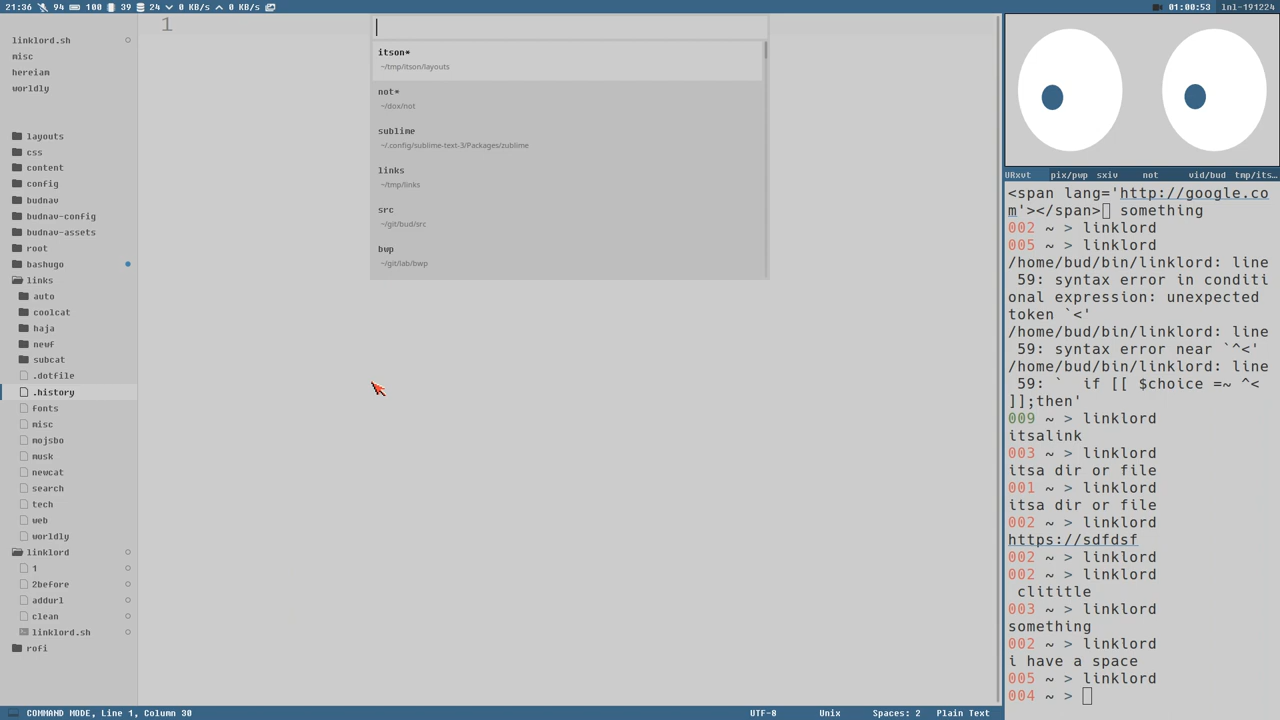 21:36 94 100 39 24 0 KB/s 0 KB/s
01:00:53 lnl-191224
linklord.sh
misc
hereiam
worldly
layouts
css
content
config
budnav
budnav-config
budnav-assets
root
bashugo
links
auto
coolcat
haja
newf
subcat
.dotfile
.history
fonts
misc
mojsbo
musk
newcat
search
tech
web
worldly
linklord
1
2before
addurl
clean
linklord.sh
rofi
1
itson*
~/tmp/itson/layouts
not*
~/dox/not
sublime
~/.config/sublime-text-3/Packages/zublime
links
~/tmp/links
src
~/git/bud/src
bwp
~/git/lab/bwp
URxvt pix/pwp sxiv not vid/bud tmp/its…
<span lang='http://google.co
m'></span> something
002 ~ > linklord
005 ~ > linklord
/home/bud/bin/linklord: line
59: syntax error in conditi
onal expression: unexpected
token `<'
/home/bud/bin/linklord: line
59: syntax error near `^<'
/home/bud/bin/linklord: line
59: `  if [[ $choice =~ ^<
]];then'
009 ~ > linklord
itsalink
003 ~ > linklord
itsa dir or file
001 ~ > linklord
itsa dir or file
002 ~ > linklord
https://sdfdsf
002 ~ > linklord
002 ~ > linklord
clititle
003 ~ > linklord
something
002 ~ > linklord
i have a space
005 ~ > linklord
004 ~ >
COMMAND MODE, Line 1, Column 30
UTF-8 Unix Spaces: 2 Plain Text